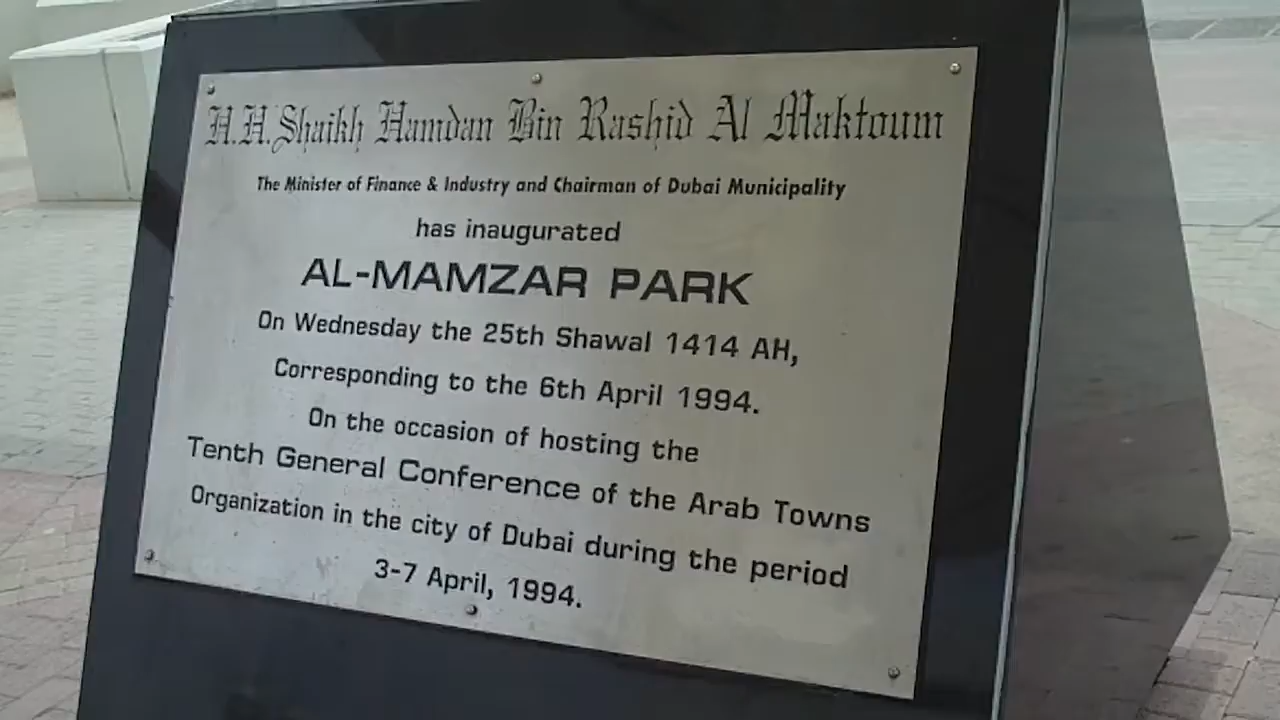 H.H. Shaikh Hamdan Bin Rashid Al Maktoum
The Minister of Finance & Industry and Chairman of Dubai Municipality
has inaugurated
AL-MAMZAR PARK
On Wednesday the 25th Shawal 1414 AH,
Corresponding to the 6th April 1994.
On the occasion of hosting the
Tenth General Conference of the Arab Towns
Organization in the city of Dubai during the period
3-7 April, 1994.